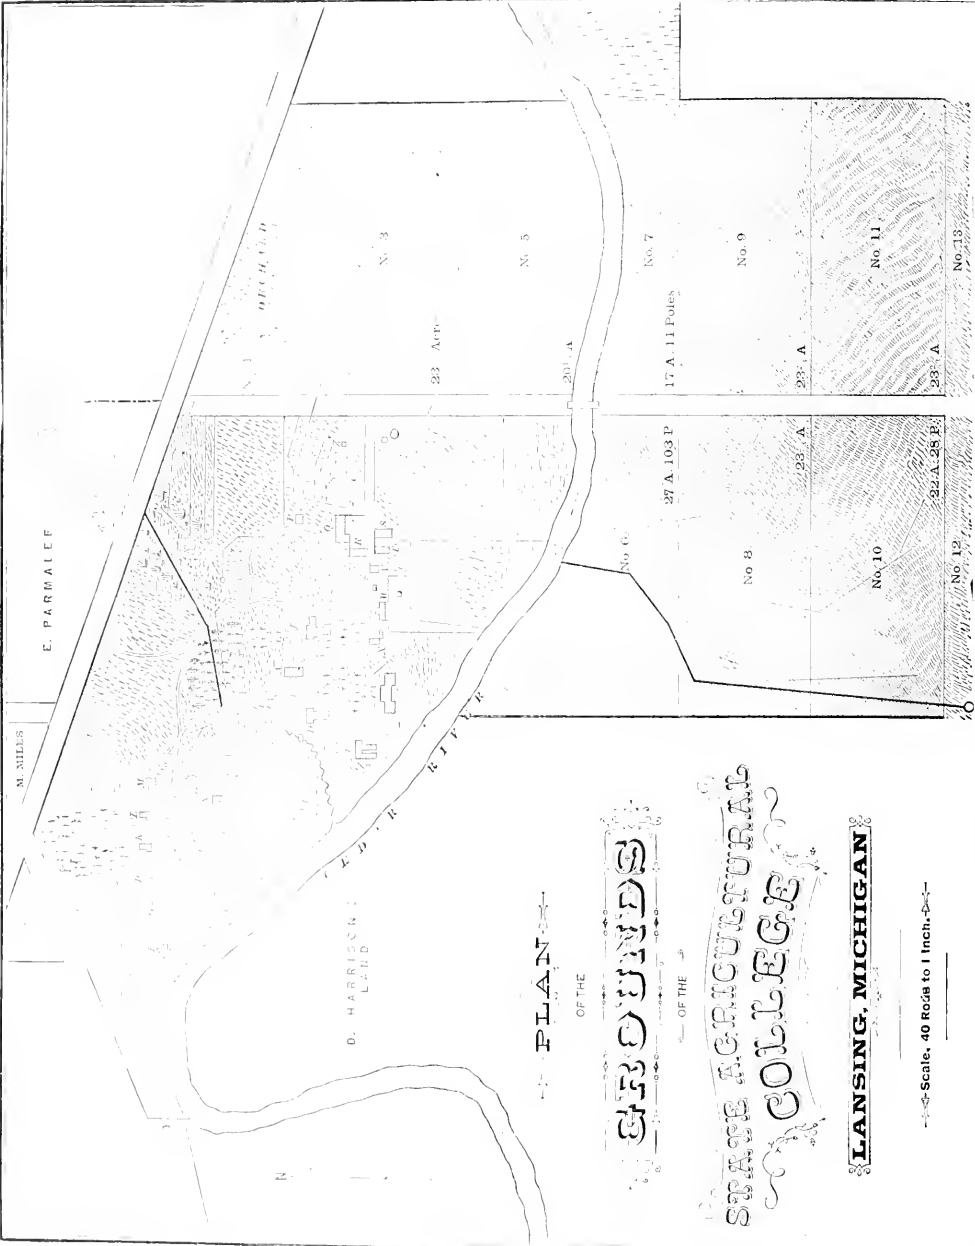 PLAN
OF THE
GROUNDS
OF THE
STATE AGRICULTURAL
COLLEGE
LANSING, MICHIGAN
Scale, 40 Rods to 1 Inch.
M. MILES
E. PARMALEE
ORCHARD
No. 3
23 Acre
No 5
20 A
CEDAR RIVER
D. HARRISON
LAND
N
No 6
27 A. 103 P
No. 7
17 A. 11 Poles
No 8
23 A
No. 9
23 A
No. 10
22 A. 28 P.
No. 11
23 A
No. 12
No. 13